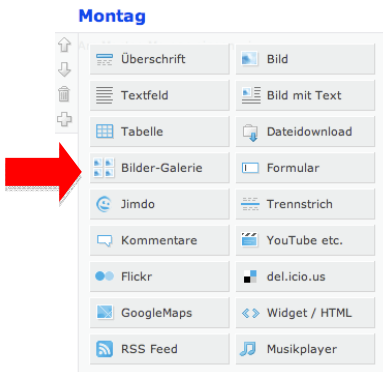 Montag
Überschrift Bild
Textfeld Bild mit Text
Tabelle Dateidownload
Bilder-Galerie Formular
Jimdo Trennstrich
Kommentare YouTube etc.
Flickr del.icio.us
GoogleMaps Widget / HTML
RSS Feed Musikplayer